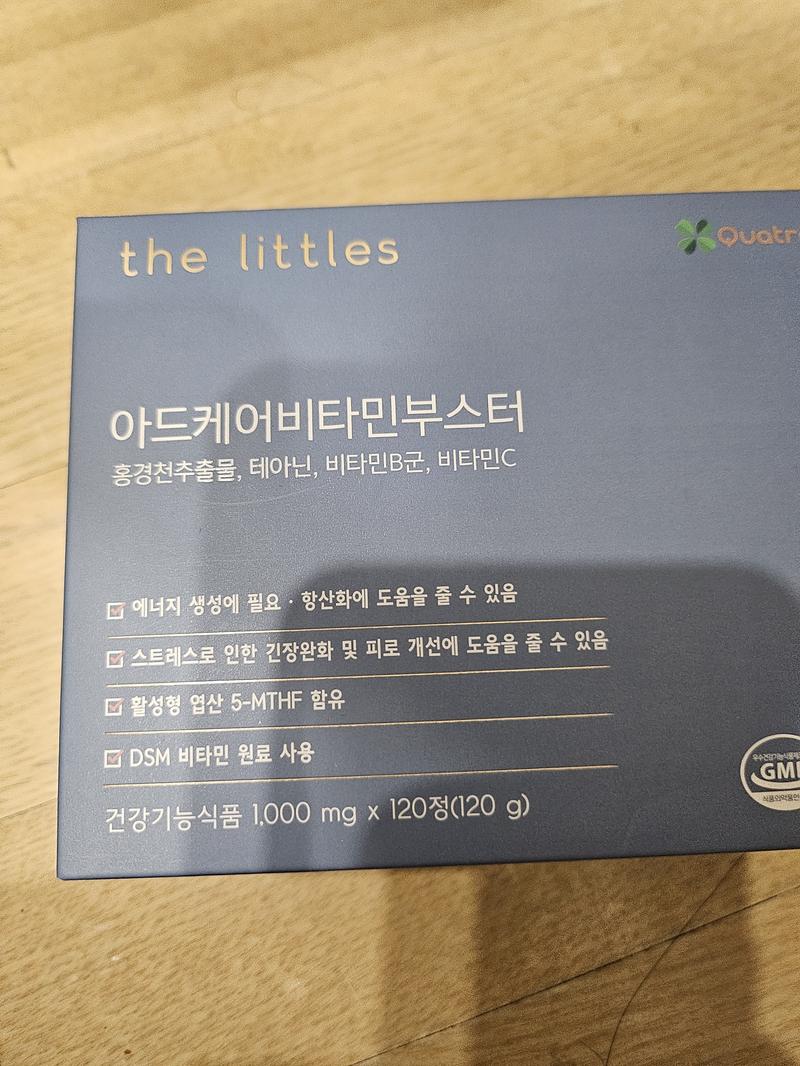 the littles
아드케어비타민부스터
홍경천추출물, 테아닌, 비타민B군, 비타민C
에너지 생성에 필요 · 항산화에 도움을 줄 수 있음
스트레스로 인한 긴장완화 및 피로 개선에 도움을 줄 수 있음
활성형 엽산 5-MTHF 함유
DSM 비타민 원료 사용
건강기능식품 1,000 mg x 120정(120 g)